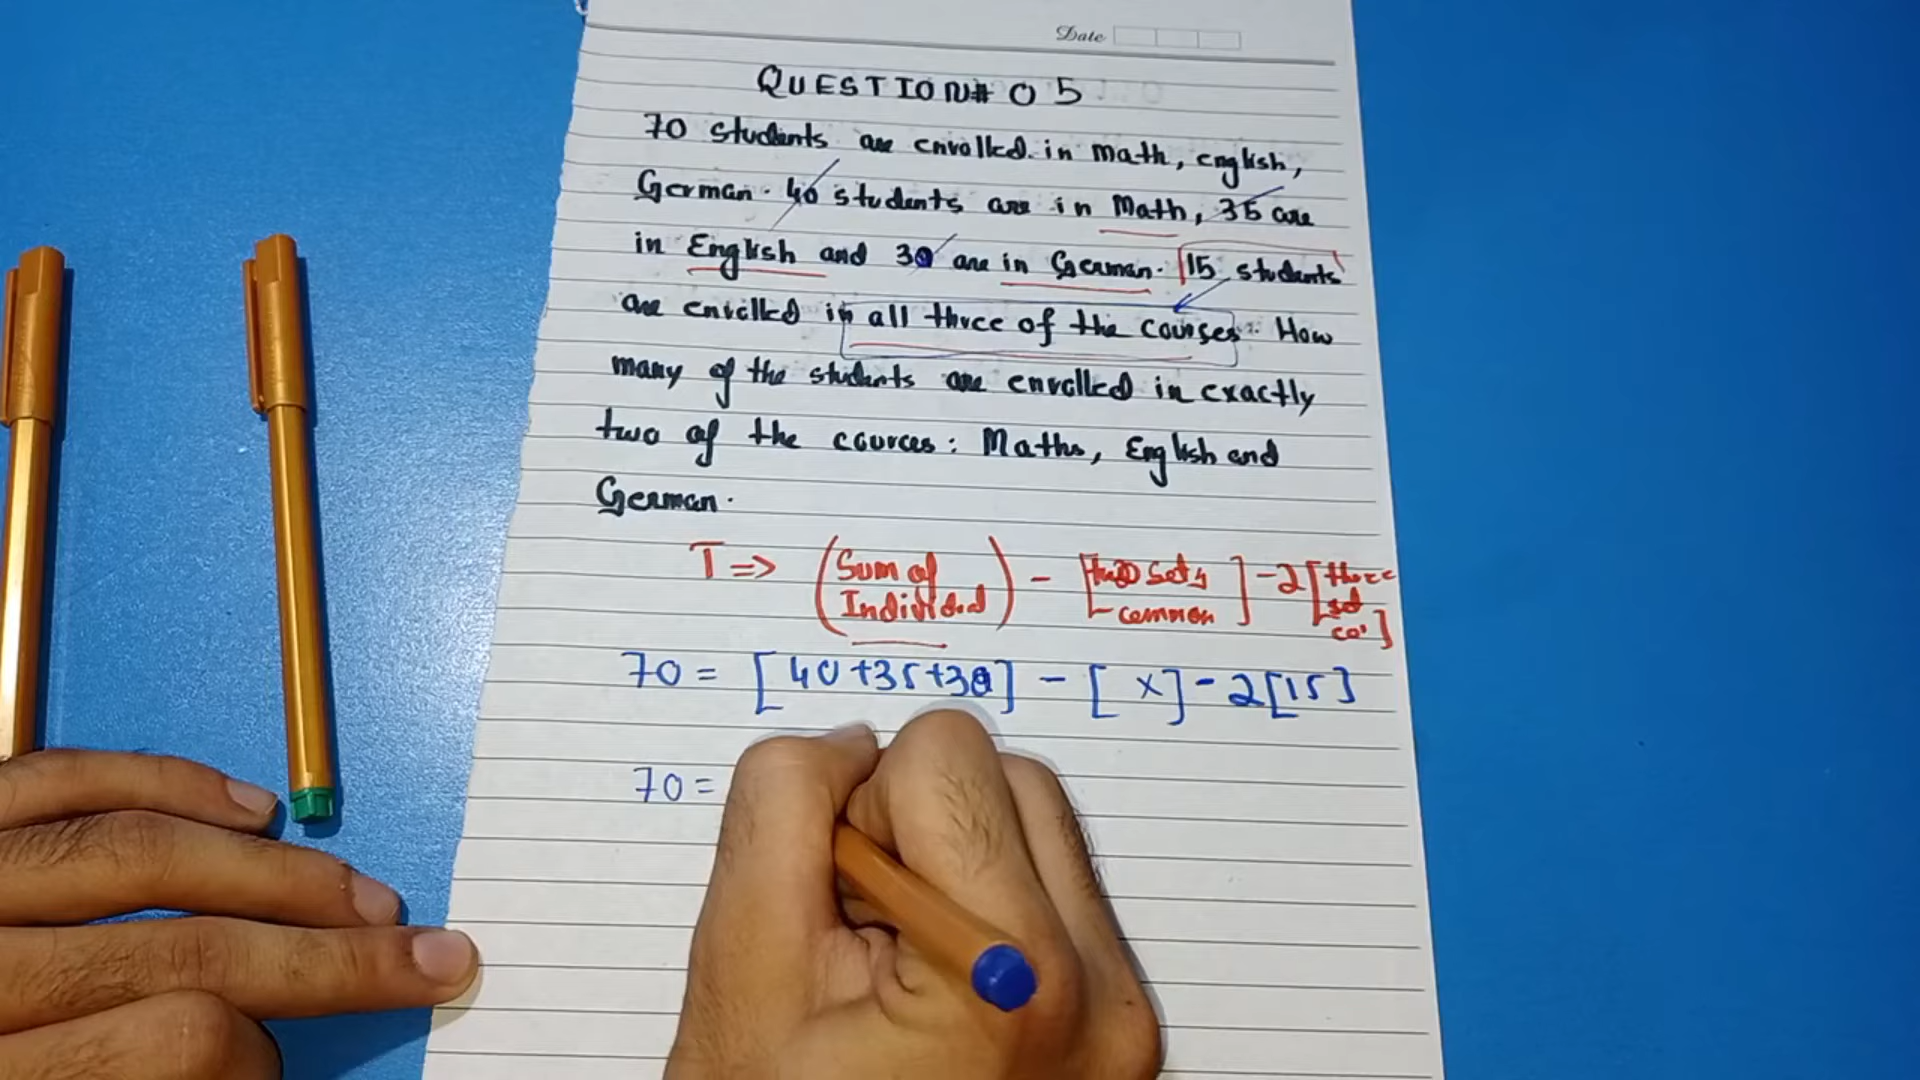 Date
QUESTION# 05
70 students are enrolled in math, english,
German. 40 students are in Math, 35 are
in English and 30 are in German. 15 students
are enrolled in all three of the courses. How
many of the students are enrolled in exactly
two of the cources: Maths, English and
German.
T => (Sum of Individual) - [two sets common] - 2[three set co']
70 = [40+35+30] - [x] - 2[15]
70 =